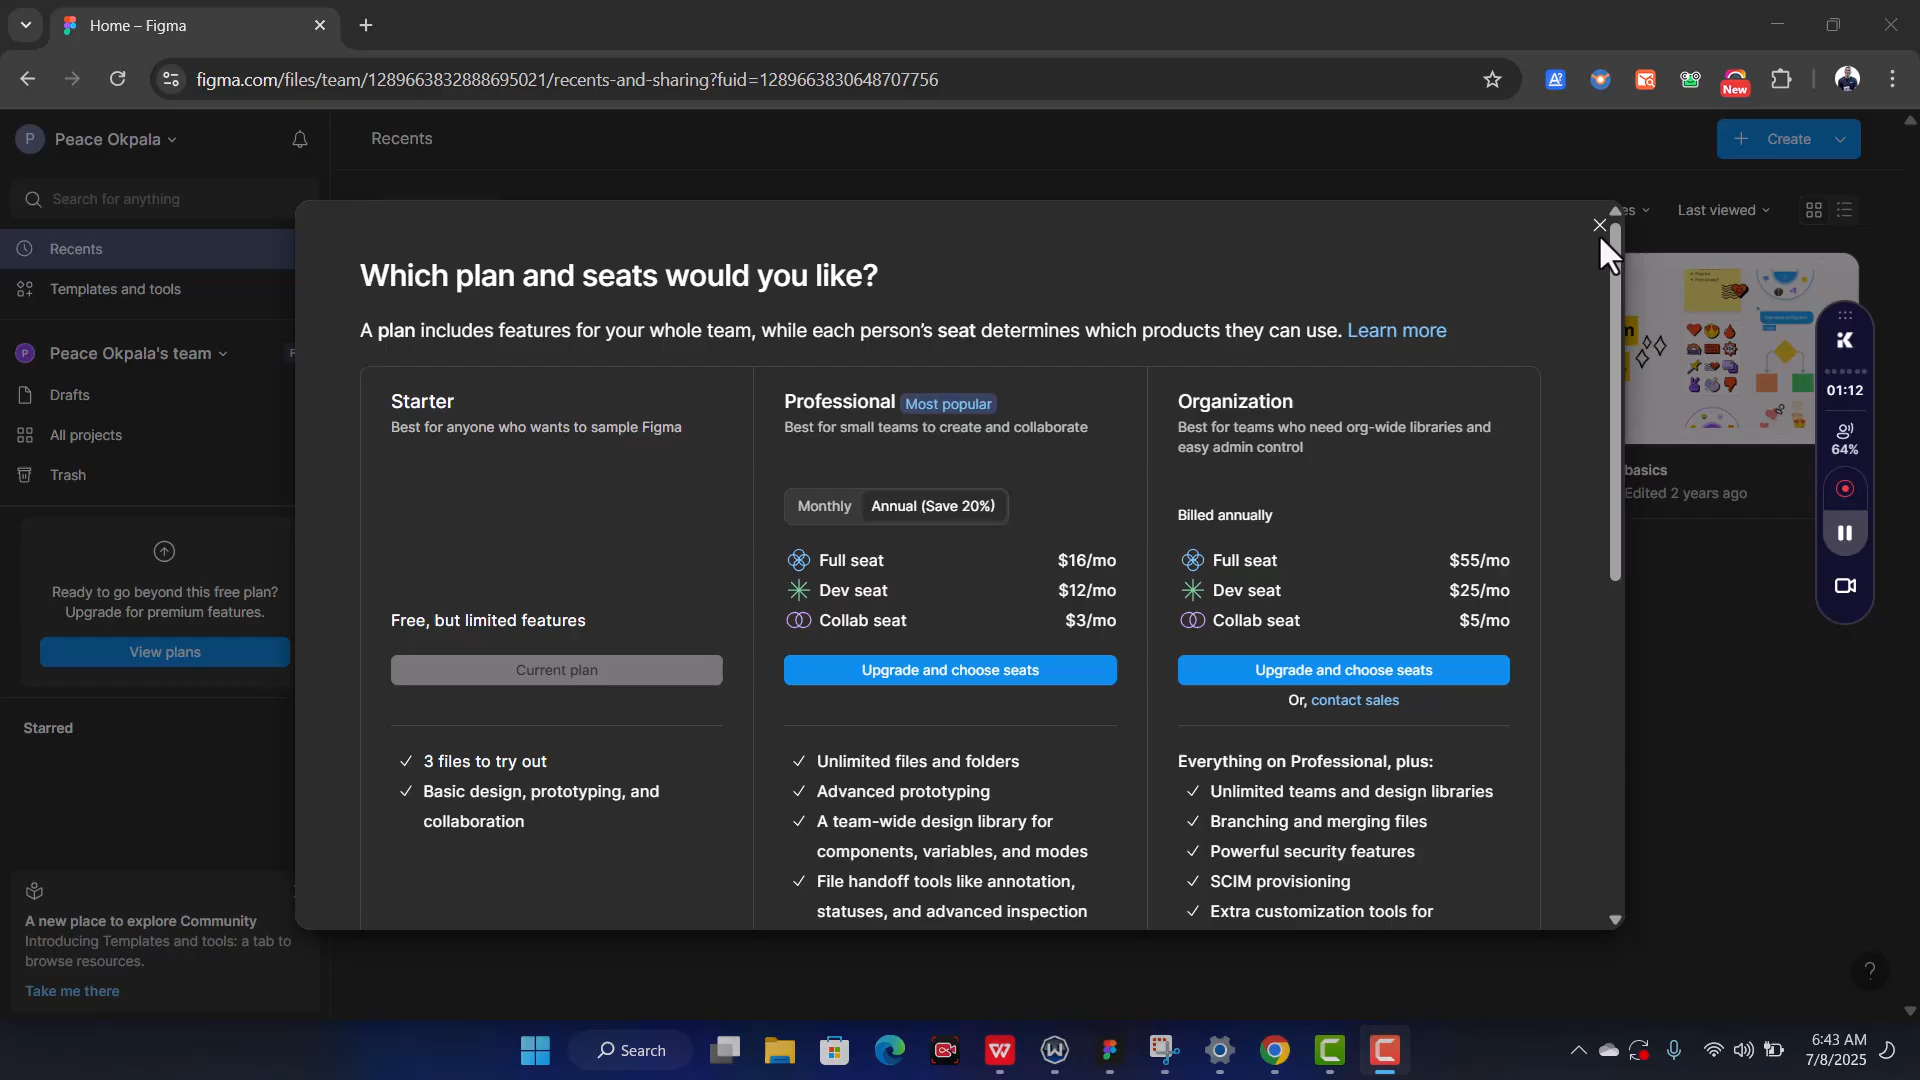 Home – Figma
figma.com/files/team/1289663832888695021/recents-and-sharing?fuid=1289663830648707756
New
P Peace Okpala
Recents
Create
Search for anything
Last viewed
Recents
Templates and tools
P Peace Okpala's team
Drafts
All projects
Trash
Ready to go beyond this free plan?
Upgrade for premium features.
View plans
Starred
A new place to explore Community
Introducing Templates and tools: a tab to
browse resources.
Take me there
Which plan and seats would you like?
A plan includes features for your whole team, while each person's seat determines which products they can use. Learn more
Starter
Best for anyone who wants to sample Figma
Free, but limited features
Current plan
3 files to try out
Basic design, prototyping, and
collaboration
Professional Most popular
Best for small teams to create and collaborate
Monthly Annual (Save 20%)
Full seat $16/mo
Dev seat $12/mo
Collab seat $3/mo
Upgrade and choose seats
Unlimited files and folders
Advanced prototyping
A team-wide design library for
components, variables, and modes
File handoff tools like annotation,
statuses, and advanced inspection
Organization
Best for teams who need org-wide libraries and
easy admin control
Billed annually
Full seat $55/mo
Dev seat $25/mo
Collab seat $5/mo
Upgrade and choose seats
Or, contact sales
Everything on Professional, plus:
Unlimited teams and design libraries
Branching and merging files
Powerful security features
SCIM provisioning
Extra customization tools for
basics
Edited 2 years ago
01:12
64%
?
Search
6:43 AM
7/8/2025